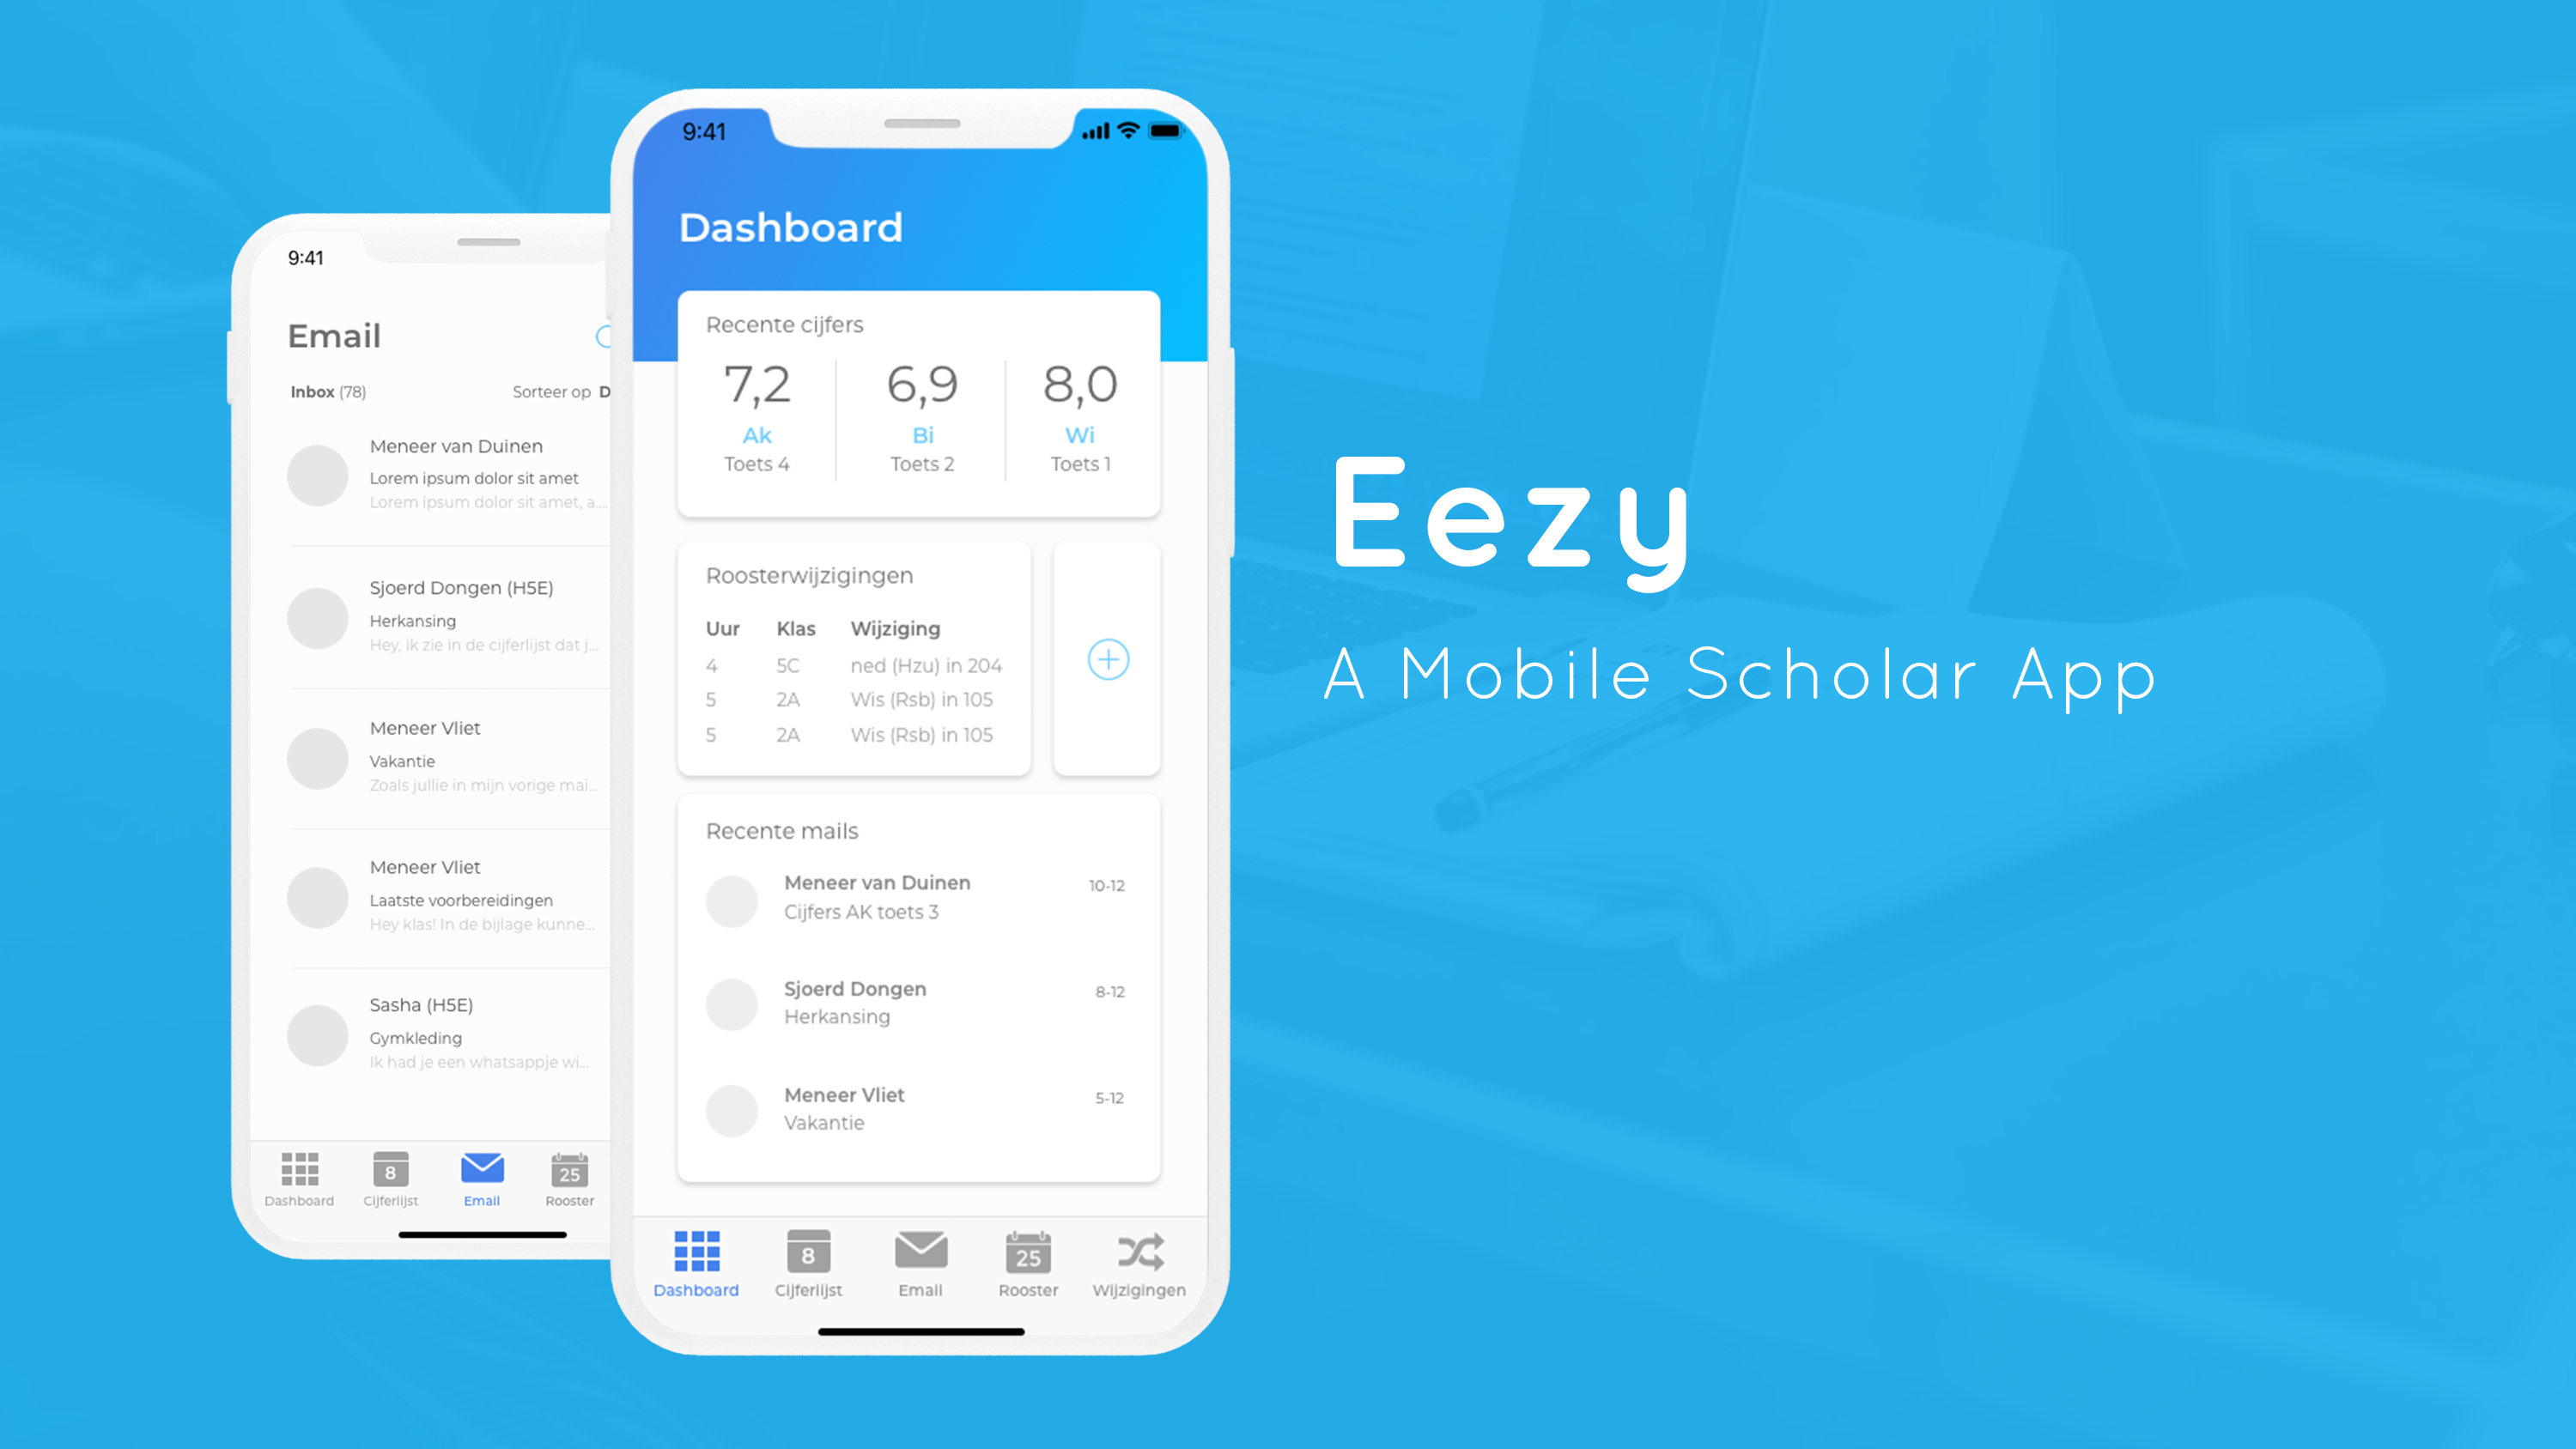 9:41
Email
Inbox (78)
Sorteer op D
Meneer van Duinen
Lorem ipsum dolor sit amet
Lorem ipsum dolor sit amet, a...
Sjoerd Dongen (H5E)
Herkansing
Hey, ik zie in de cijferlijst dat j...
Meneer Vliet
Vakantie
Zoals jullie in mijn vorige mai...
Meneer Vliet
Laatste voorbereidingen
Hey klas! In de bijlage kunne...
Sasha (H5E)
Gymkleding
Ik had je een whatsappje wi...
8
25
Dashboard Cijferlijst Email Rooster
9:41
Dashboard
Recente cijfers
7,2 6,9 8,0
Ak Bi Wi
Toets 4 Toets 2 Toets 1
Roosterwijzigingen
Uur Klas Wijziging
4 5C ned (Hzu) in 204
5 2A Wis (Rsb) in 105
5 2A Wis (Rsb) in 105
Recente mails
Meneer van Duinen 10-12
Cijfers AK toets 3
Sjoerd Dongen 8-12
Herkansing
Meneer Vliet 5-12
Vakantie
8
25
Dashboard Cijferlijst Email Rooster Wijzigingen
Eezy
A Mobile Scholar App